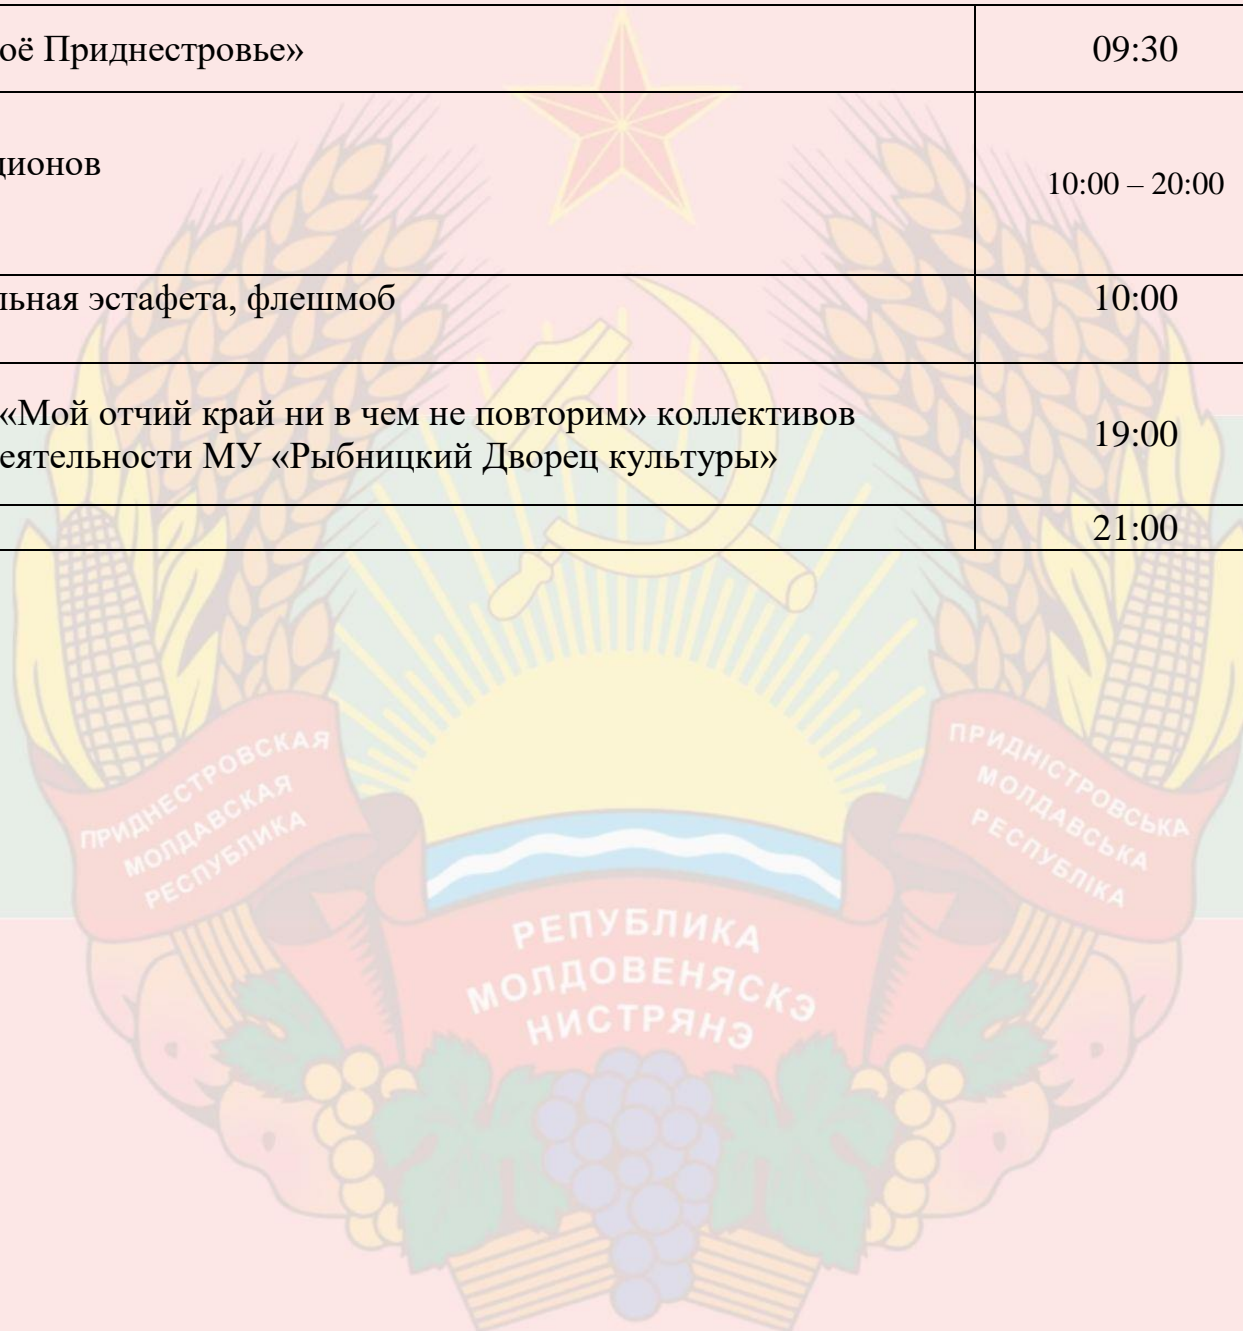 оё Приднестровье»
09:30
ционов
10:00 – 20:00
льная эстафета, флешмоб
10:00
«Мой отчий край ни в чем не повторим» коллективов
еятельности МУ «Рыбницкий Дворец культуры»
19:00
21:00
ПРИДНЕСТРОВСКАЯ
МОЛДАВСКАЯ
РЕСПУБЛИКА
ПРИДНІСТРОВСЬКА
МОЛДАВСЬКА
РЕСПУБЛІКА
РЕПУБЛИКА
МОЛДОВЕНЯСКЭ
НИСТРЯНЭ